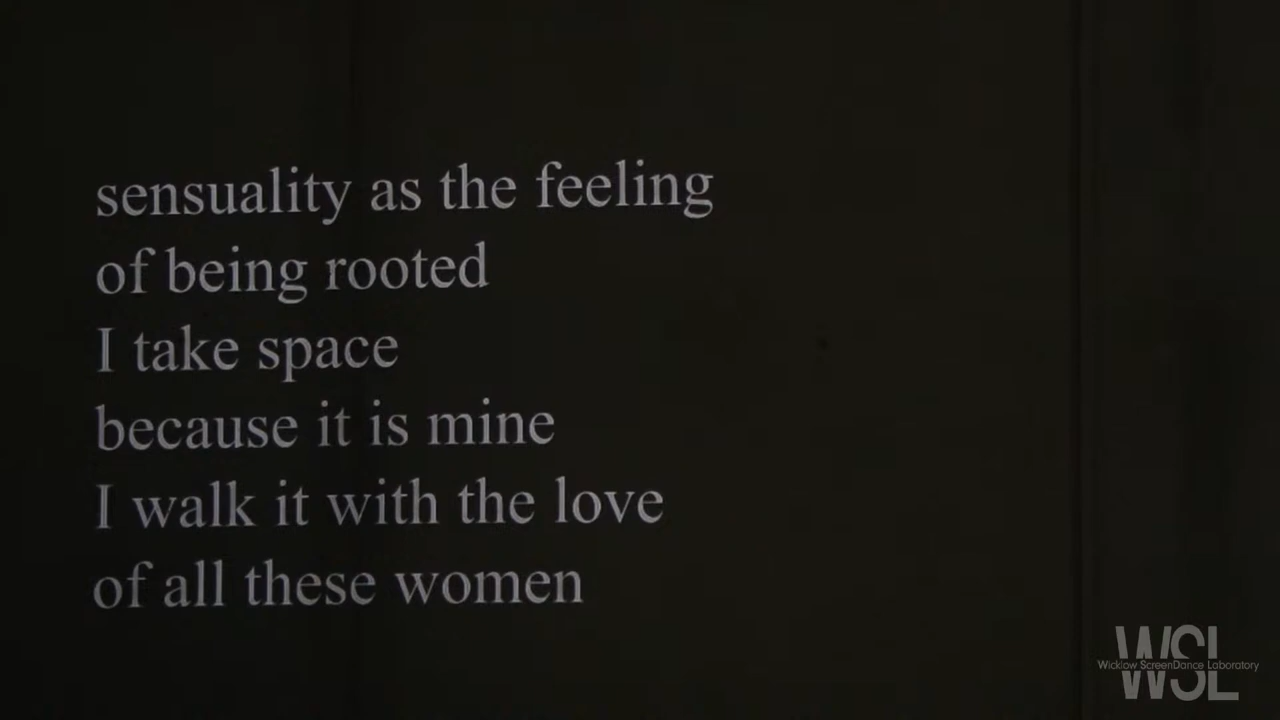 sensuality as the feeling
of being rooted
I take space
because it is mine
I walk it with the love
of all these women
WSL
Wicklow ScreenDance Laboratory